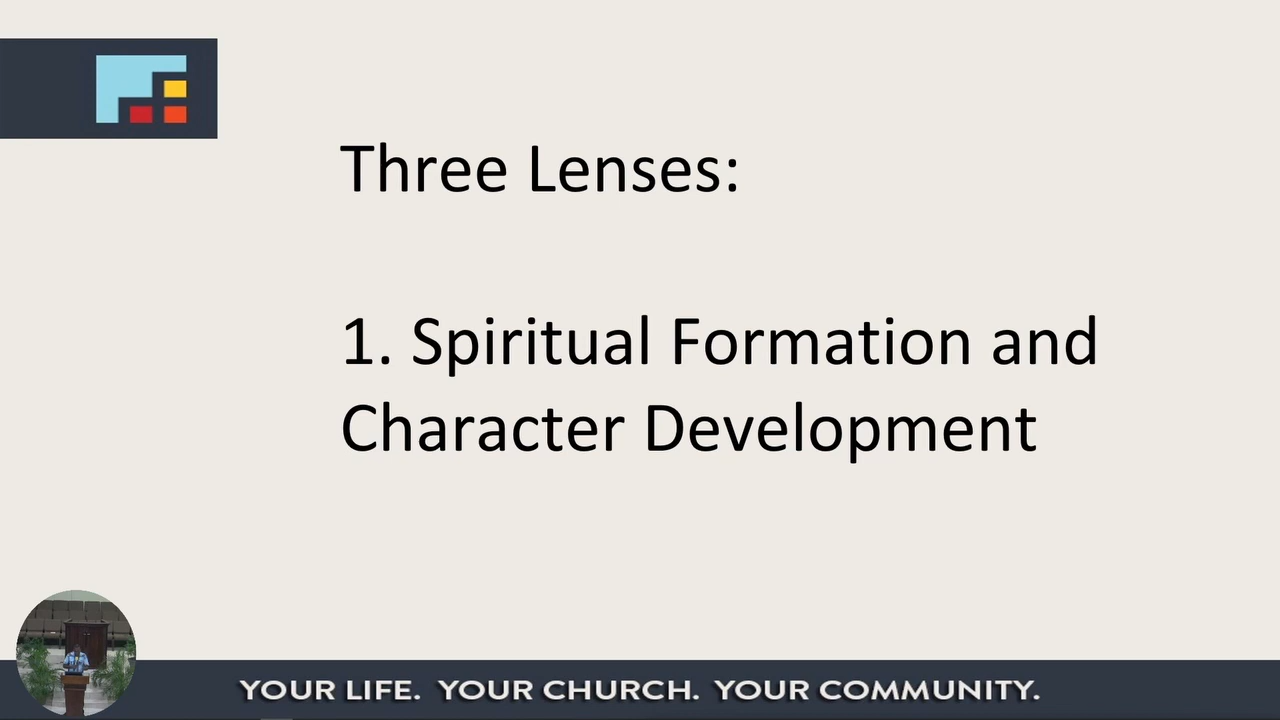 Three Lenses:
1. Spiritual Formation and
Character Development
YOUR LIFE. YOUR CHURCH. YOUR COMMUNITY.